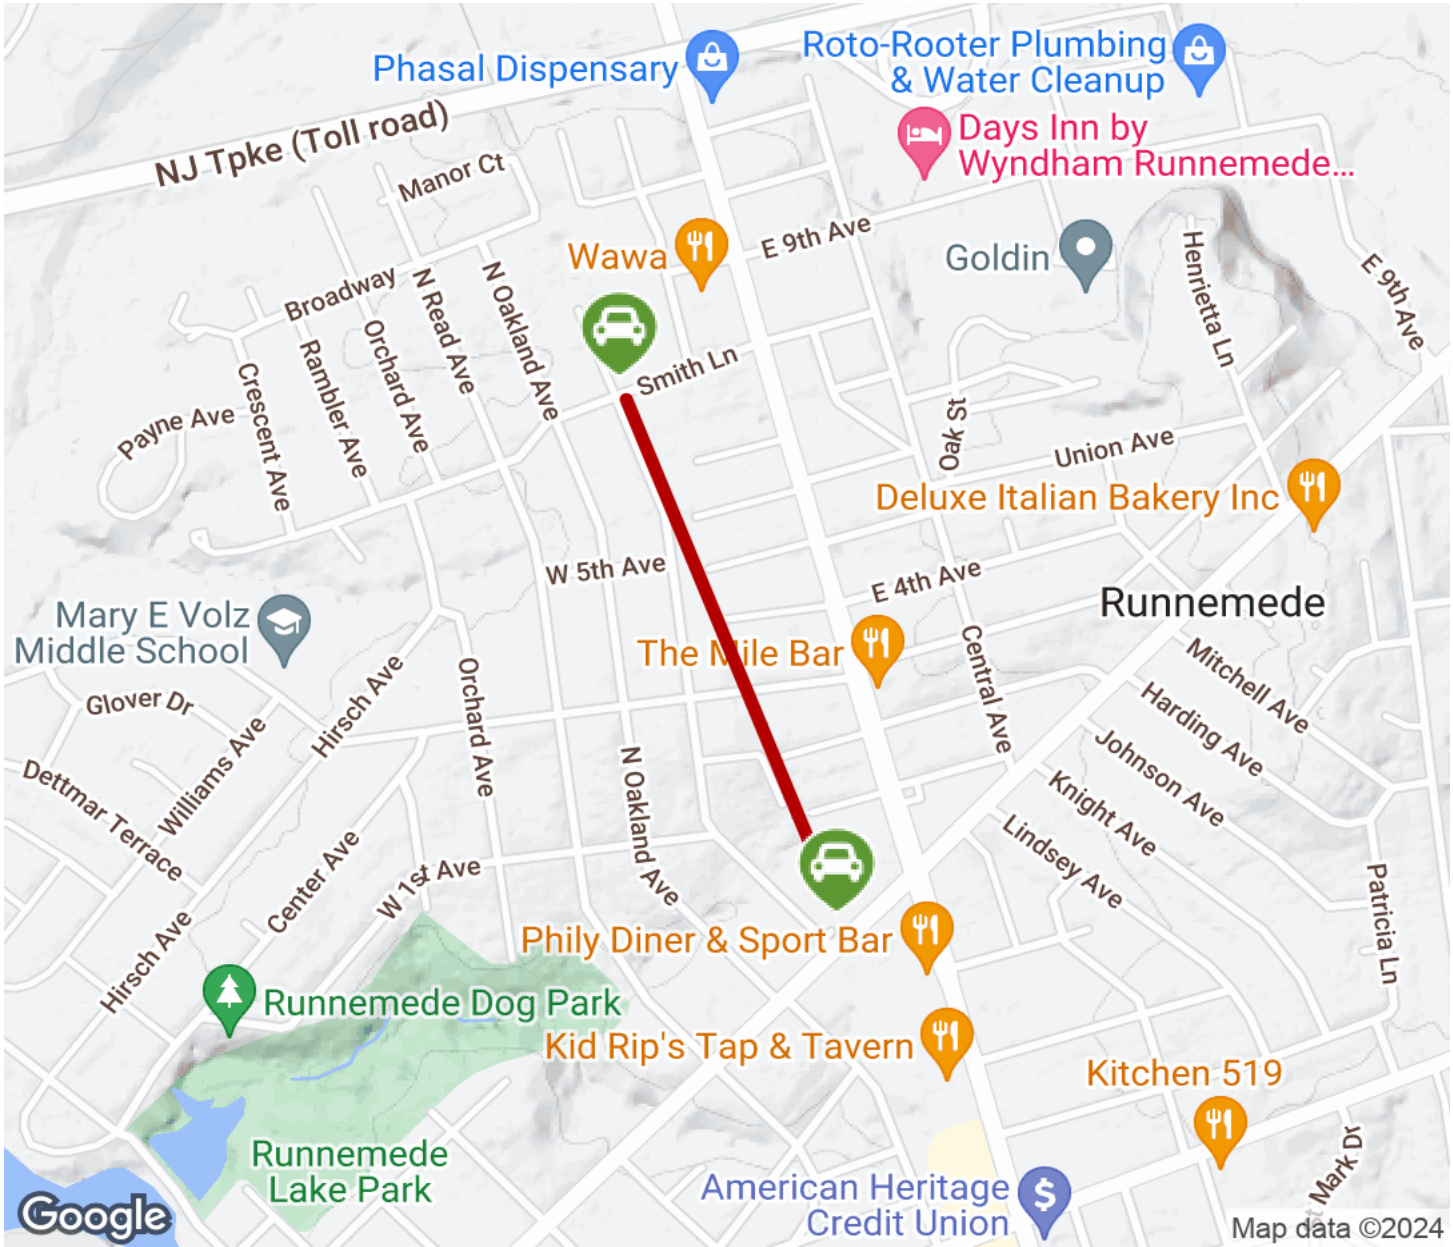 Phasal Dispensary
Roto-Rooter Plumbing
& Water Cleanup
NJ Tpke (Toll road)
Days Inn by
Wyndham Runnemede...
Manor Ct
E 9th Ave
Wawa
Goldin
Henrietta Ln
E 9th Ave
Broadway
N Read Ave
N Oakland Ave
Orchard Ave
Rambler Ave
Crescent Ave
Payne Ave
Smith Ln
Oak St
Union Ave
Deluxe Italian Bakery Inc
W 5th Ave
E 4th Ave
Runnemede
Mary E Volz
Middle School
The Mile Bar
Central Ave
Mitchell Ave
Harding Ave
Johnson Ave
Knight Ave
Lindsey Ave
Glover Dr
Hirsch Ave
Williams Ave
Orchard Ave
Dettmar Terrace
N Oakland Ave
Center Ave
W 1st Ave
Hirsch Ave
Patricia Ln
Phily Diner & Sport Bar
Runnemede Dog Park
Kid Rip's Tap & Tavern
Kitchen 519
Runnemede
Lake Park
American Heritage
Credit Union
Mark Dr
Google
Map data ©2024